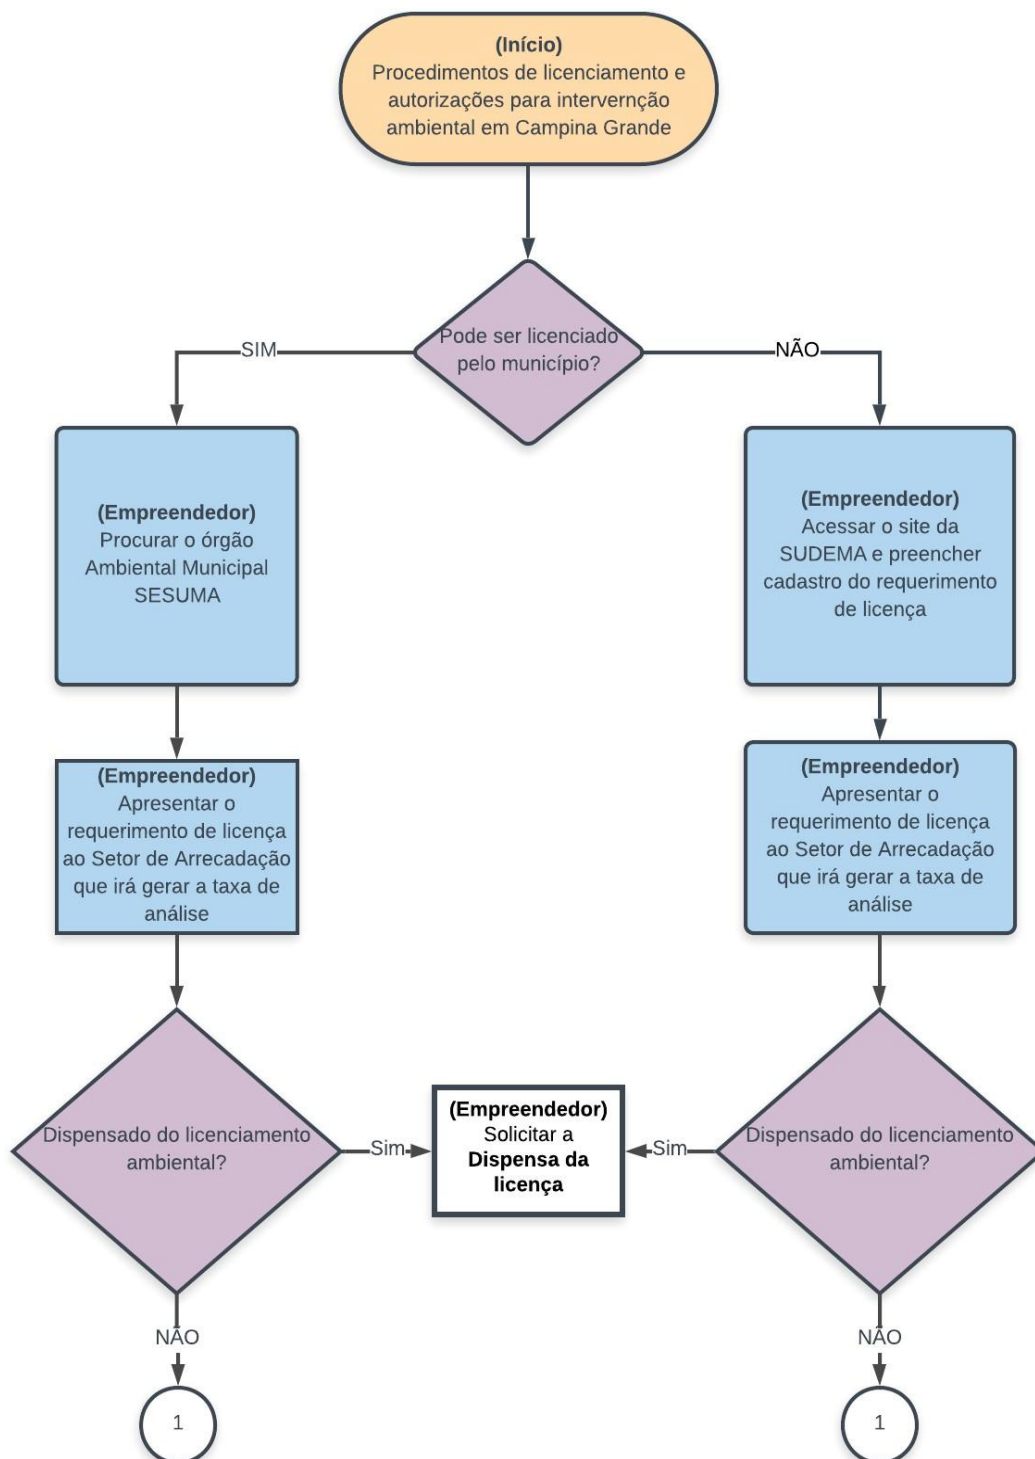 (Início)
Procedimentos de licenciamento e
autorizações para intervernção
ambiental em Campina Grande
Pode ser licenciado
pelo município?
SIM
NÃO
(Empreendedor)
Procurar o órgão
Ambiental Municipal
SESUMA
(Empreendedor)
Acessar o site da
SUDEMA e preencher
cadastro do requerimento
de licença
(Empreendedor)
Apresentar o
requerimento de licença
ao Setor de Arrecadação
que irá gerar a taxa de
análise
(Empreendedor)
Apresentar o
requerimento de licença
ao Setor de Arrecadação
que irá gerar a taxa de
análise
Dispensado do licenciamento
ambiental?
Sim
(Empreendedor)
Solicitar a
Dispensa da
licença
Sim
Dispensado do licenciamento
ambiental?
NÃO
NÃO
1
1